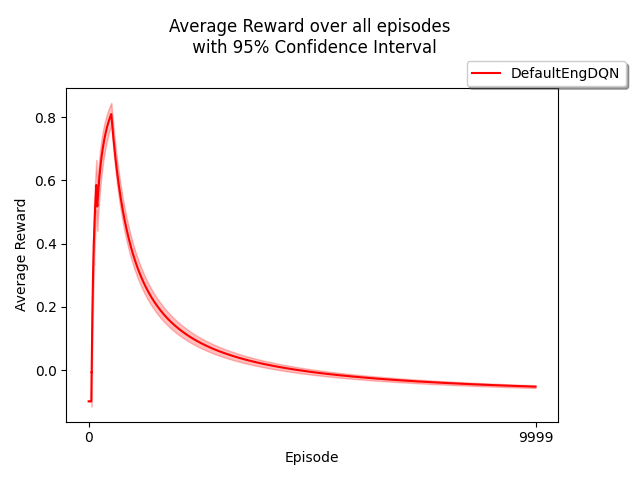 Average Reward over all episodes
with 95% Confidence Interval
DefaultEngDQN
0.8
0.6
0.4
0.2
0.0
Average Reward
0
9999
Episode